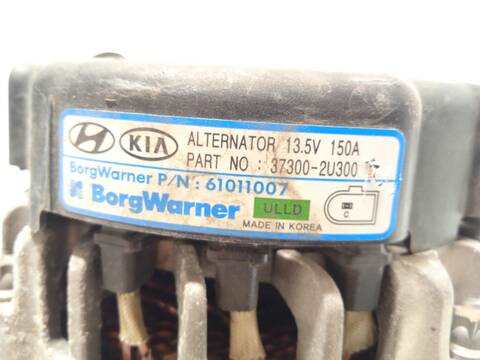 KIA ALTERNATOR 13.5V 150A
PART NO : 37300-2U300
BorgWarner P/N : 61011007
BorgWarner ULLD
C
MADE IN KOREA